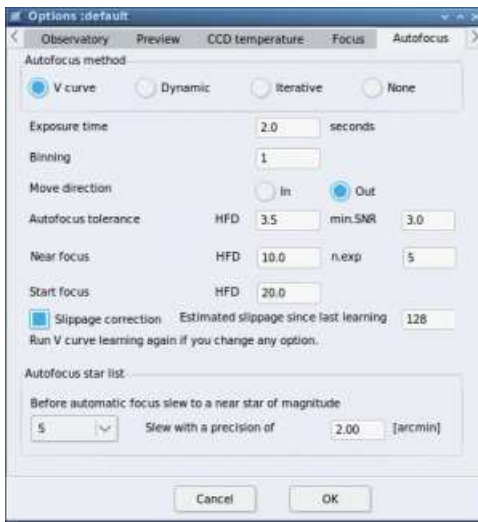 Options :default
Observatory Preview CCD temperature Focus Autofocus
Autofocus method
V curve Dynamic Iterative None
Exposure time 2.0 seconds
Binning 1
Move direction In Out
Autofocus tolerance HFD 3.5 min.SNR 3.0
Near focus HFD 10.0 n.exp 5
Start focus HFD 20.0
Slippage correction Estimated slippage since last learning 128
Run V curve learning again if you change any option.
Autofocus star list
Before automatic focus slew to a near star of magnitude
5 Slew with a precision of 2.00 [arcmin]
Cancel OK